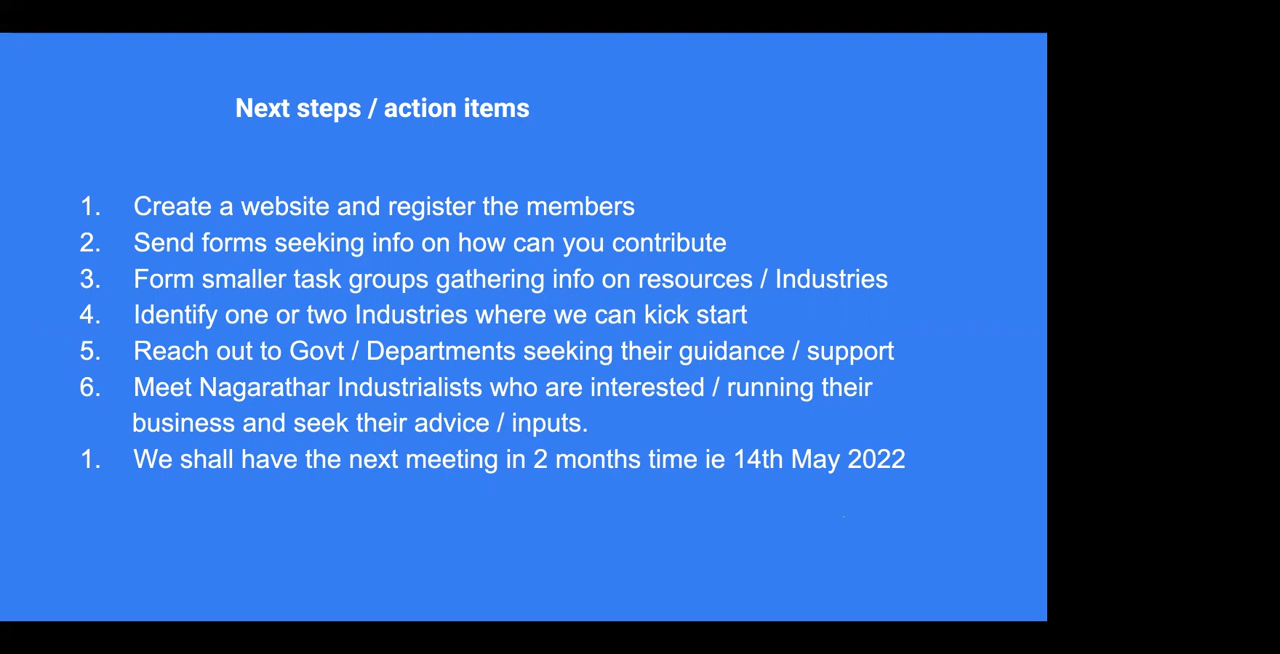 Next steps / action items
1. Create a website and register the members
2. Send forms seeking info on how can you contribute
3. Form smaller task groups gathering info on resources / Industries
4. Identify one or two Industries where we can kick start
5. Reach out to Govt / Departments seeking their guidance / support
6. Meet Nagarathar Industrialists who are interested / running their
business and seek their advice / inputs.
1. We shall have the next meeting in 2 months time ie 14th May 2022